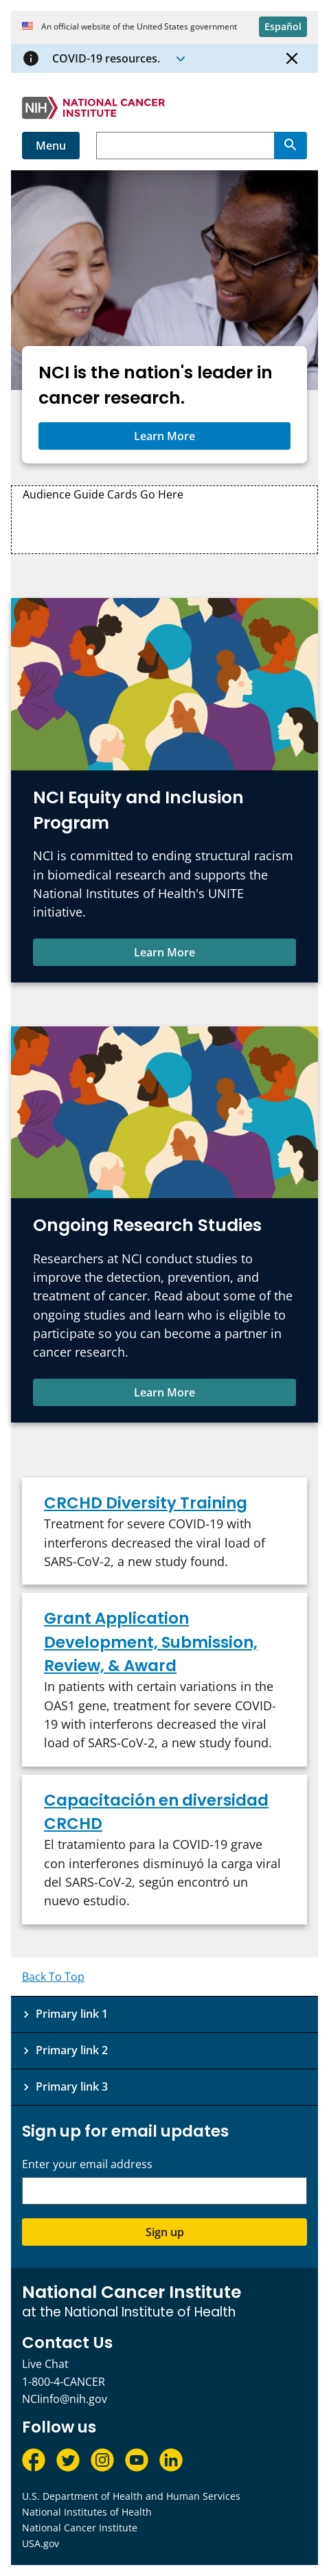 An official website of the United States government
Español
COVID-19 resources.
NIH NATIONAL CANCER
INSTITUTE
Menu
NCI is the nation's leader in
cancer research.
Learn More
Audience Guide Cards Go Here
NCI Equity and Inclusion
Program
NCI is committed to ending structural racism
in biomedical research and supports the
National Institutes of Health's UNITE
initiative.
Learn More
Ongoing Research Studies
Researchers at NCI conduct studies to
improve the detection, prevention, and
treatment of cancer. Read about some of the
ongoing studies and learn who is eligible to
participate so you can become a partner in
cancer research.
Learn More
CRCHD Diversity Training
Treatment for severe COVID-19 with
interferons decreased the viral load of
SARS-CoV-2, a new study found.
Grant Application
Development, Submission,
Review, & Award
In patients with certain variations in the
OAS1 gene, treatment for severe COVID-
19 with interferons decreased the viral
load of SARS-CoV-2, a new study found.
Capacitación en diversidad
CRCHD
El tratamiento para la COVID-19 grave
con interferones disminuyó la carga viral
del SARS-CoV-2, según encontró un
nuevo estudio.
Back To Top
Primary link 1
Primary link 2
Primary link 3
Sign up for email updates
Enter your email address
Sign up
National Cancer Institute
at the National Institute of Health
Contact Us
Live Chat
1-800-4-CANCER
NCIinfo@nih.gov
Follow us
U.S. Department of Health and Human Services
National Institutes of Health
National Cancer Institute
USA.gov